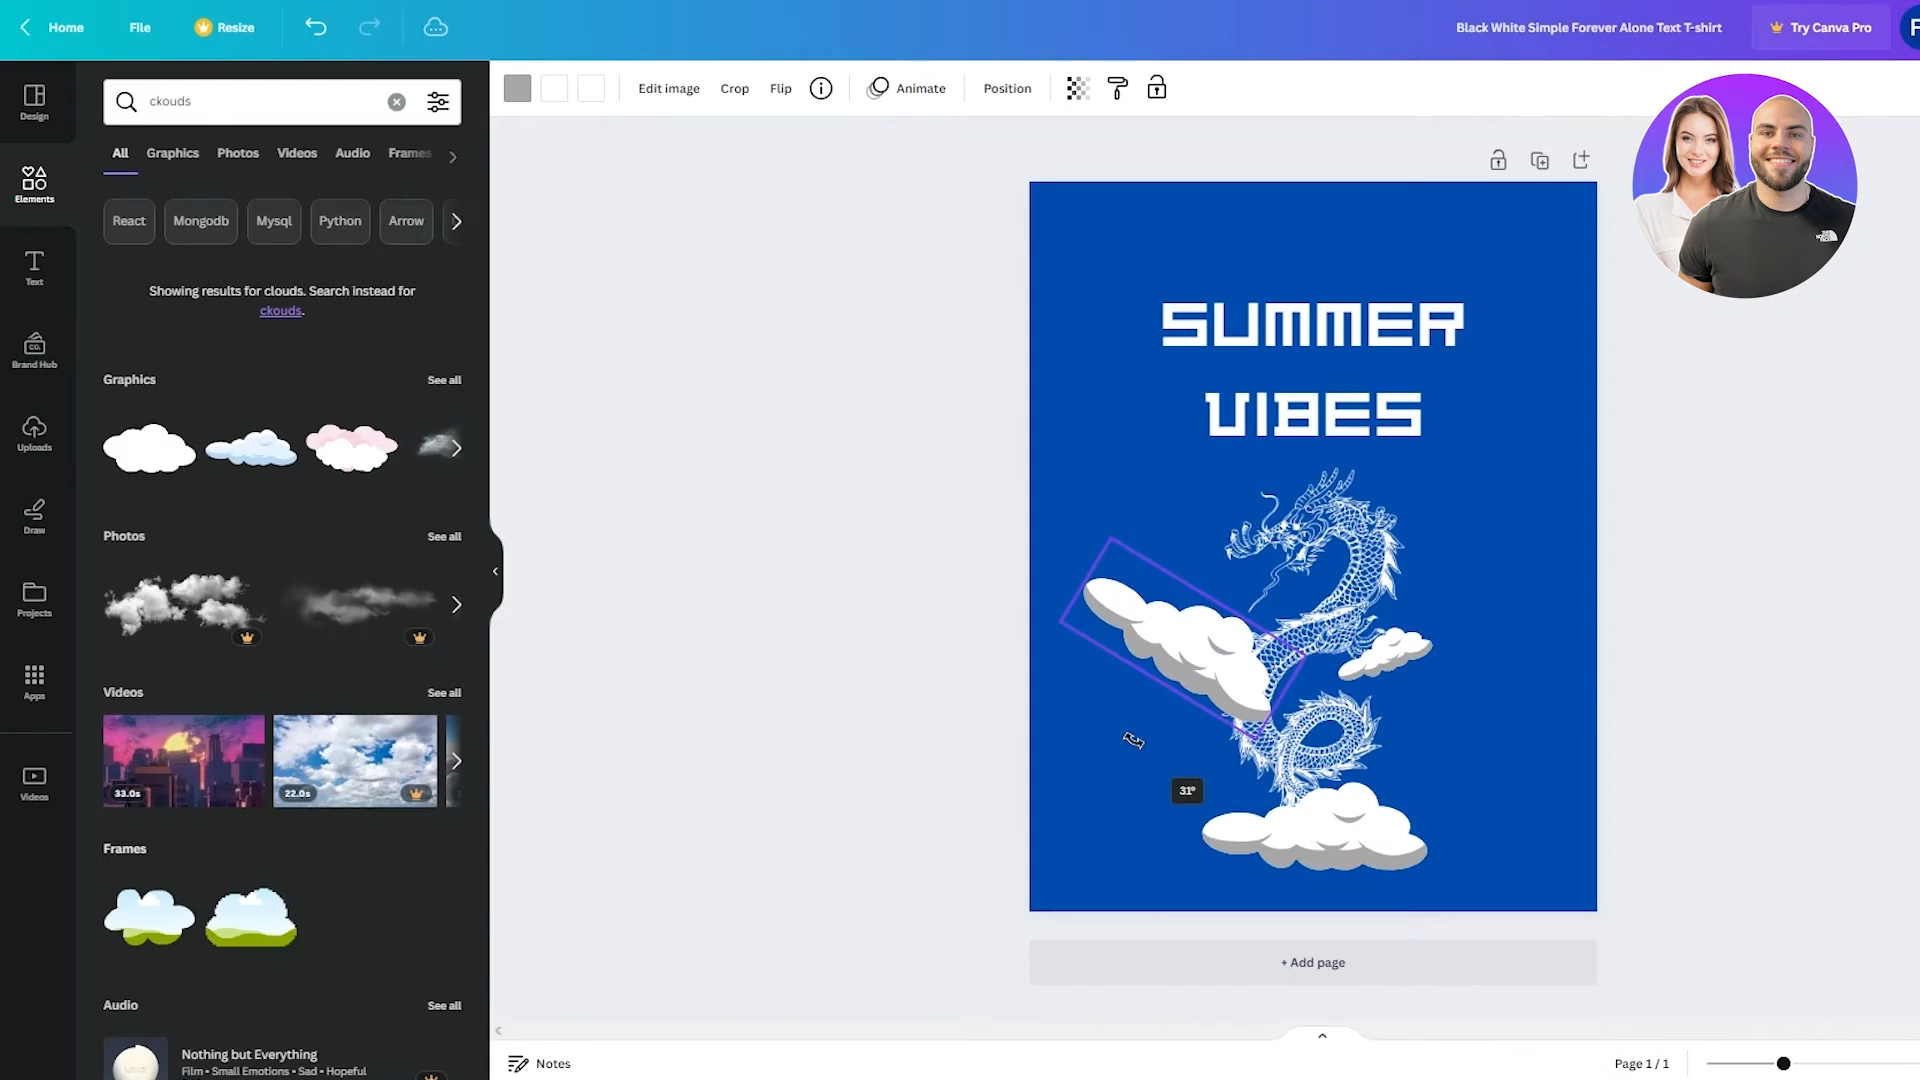 Home
File
Resize
Black White Simple Forever Alone Text T-shirt
Try Canva Pro
F
Design
Elements
Text
CO.
Brand Hub
Uploads
Draw
Projects
Apps
Videos
ckouds
All
Graphics
Photos
Videos
Audio
Frames
React
Mongodb
Mysql
Python
Arrow
Showing results for clouds. Search instead for
ckouds.
Graphics
See all
Photos
See all
Videos
See all
33.0s
22.0s
Frames
Audio
See all
Nothing but Everything
Film • Small Emotions • Sad • Hopeful
Edit image
Crop
Flip
Animate
Position
SUMMER
VIBES
31°
+ Add page
Notes
Page 1 / 1
THE
NORTH
FACE